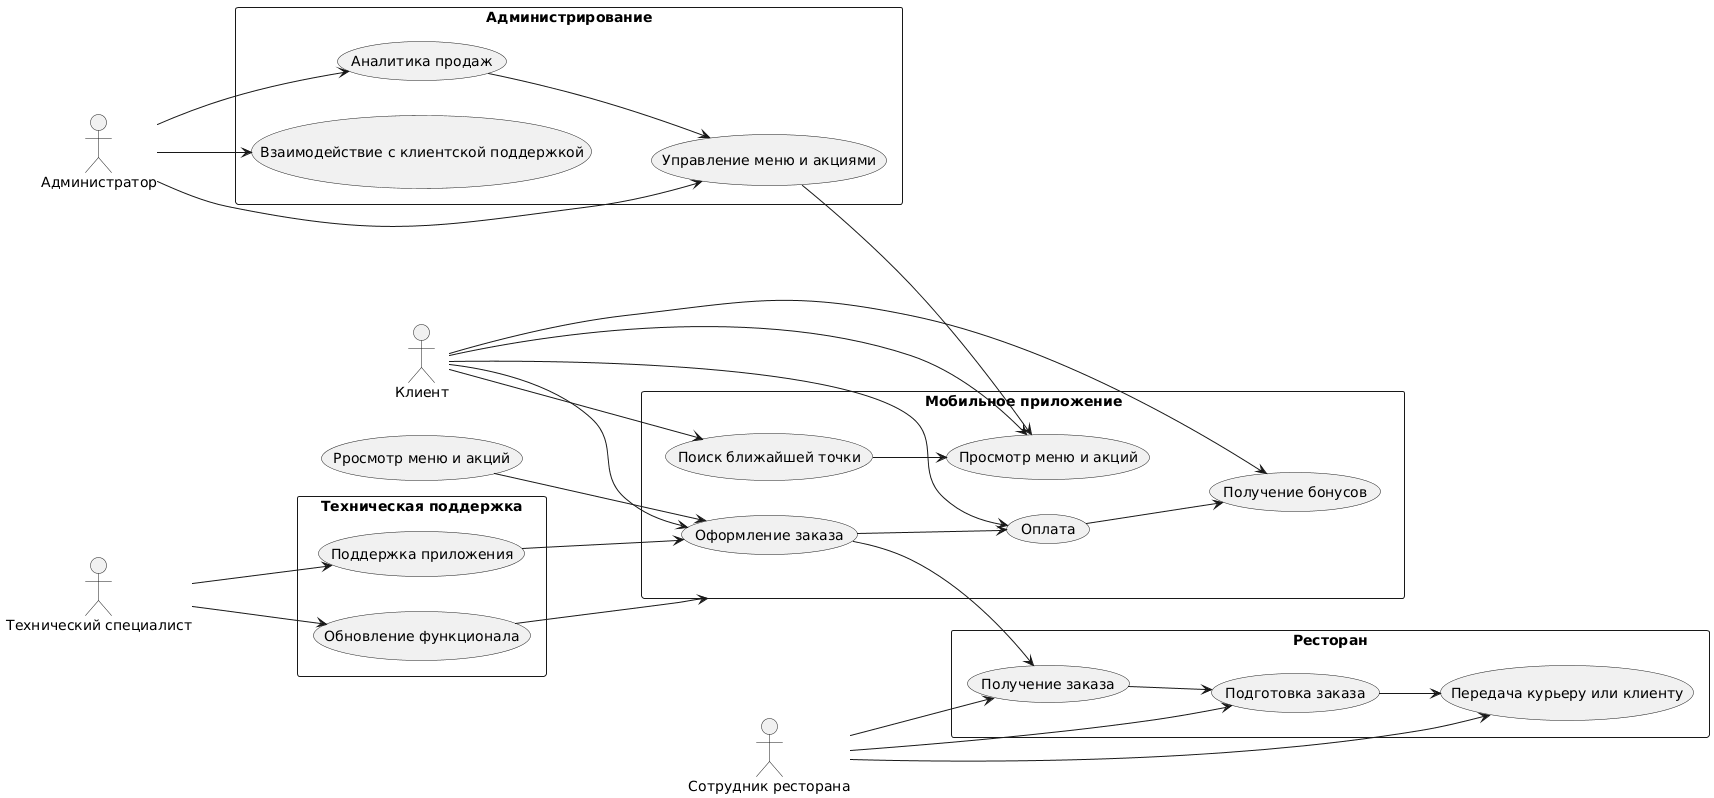 Администрирование
Аналитика продаж
Взаимодействие с клиентской поддержкой
Управление меню и акциями
Администратор
Клиент
Мобильное приложение
Поиск ближайшей точки
Просмотр меню и акций
Рросмотр меню и акций
Получение бонусов
Техническая поддержка
Оформление заказа
Оплата
Поддержка приложения
Технический специалист
Обновление функционала
Ресторан
Получение заказа
Подготовка заказа
Передача курьеру или клиенту
Сотрудник ресторана